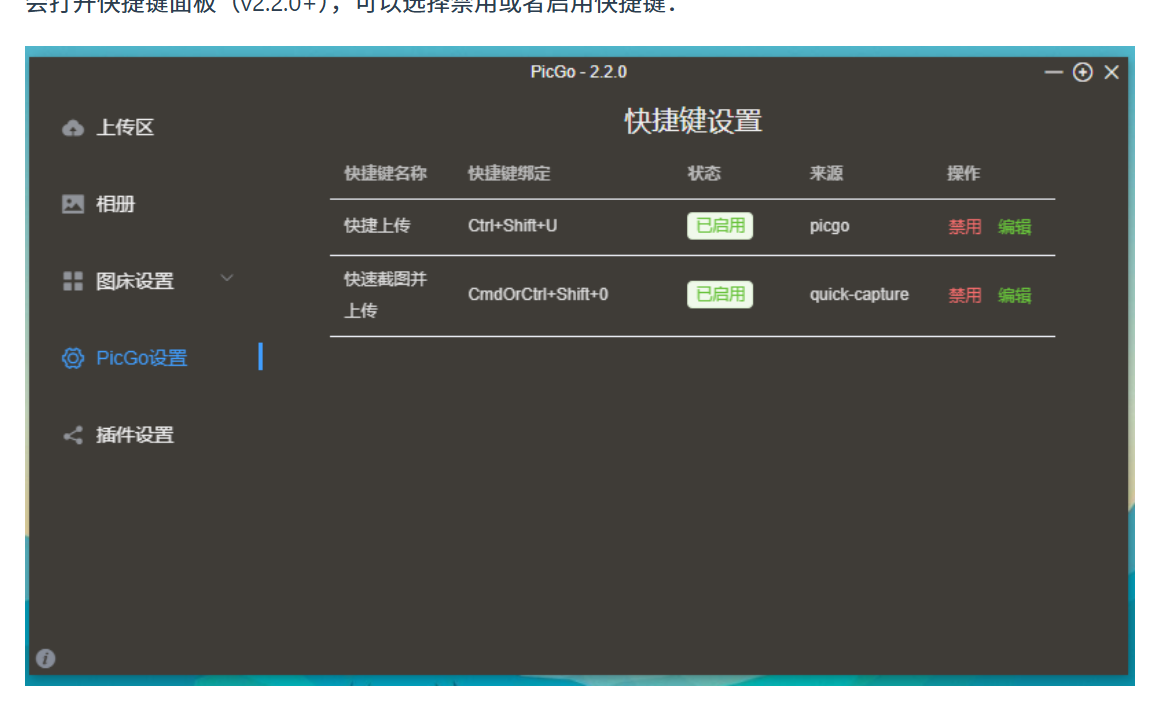 会打开快捷键面板（v2.2.0+），可以选择禁用或者启用快捷键：
PicGo - 2.2.0
上传区
相册
图床设置
PicGo设置
插件设置
快捷键设置
快捷键名称 快捷键绑定 状态 来源 操作
快捷上传 Ctrl+Shift+U 已启用 picgo 禁用 编辑
快速截图并
上传 CmdOrCtrl+Shift+0 已启用 quick-capture 禁用 编辑